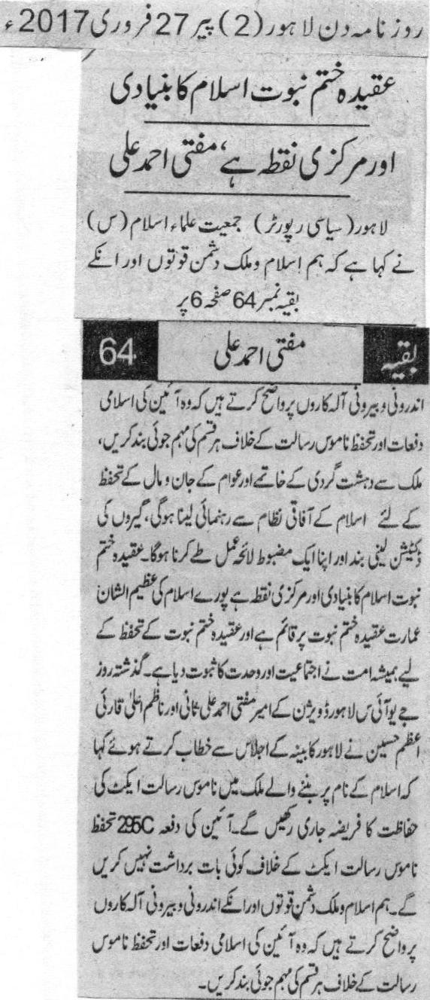 روزنامہ دن لاہور (2) پیر 27 فروری 2017ء
عقیدہ ختم نبوت اسلام کا بنیادی
اور مرکزی نقطہ ہے‘ مفتی احمد علی
لاہور (سیاسی رپورٹر) جمعیت علماء اسلام (س)
نے کہا ہے کہ ہم اسلام و ملک دشمن قوتوں اور انکے
بقیہ نمبر 64 صفحہ 6 پر
بقیہ مفتی احمد علی 64
اندرونی و بیرونی آلہ کاروں پر واضح کرتے ہیں کہ وہ آئین کی اسلامی
دفعات اور تحفظ ناموس رسالت کے خلاف ہر قسم کی مہم جوئی بند کریں،
ملک سے دہشت گردی کے خاتمے اور عوام کے جان و مال کے تحفظ
کے لئے اسلام کے آفاقی نظام سے رہنمائی لینا ہوگی، گیروں کی
ڈکٹیشن لینی بند اور اپنا ایک مضبوط لائحہ عمل طے کرنا ہوگا۔ عقیدہ ختم
نبوت اسلام کا بنیادی اور مرکزی نقطہ ہے پورے اسلام کی عظیم الشان
عمارت عقیدہ ختم نبوت پر قائم ہے اور عقیدہ ختم نبوت کے تحفظ کے
لیے ہمیشہ امت نے اجتماعیت اور وحدت کا ثبوت دیا ہے۔ گذشتہ روز
جے یو آئی س لاہور ڈویژن کے امیر مفتی احمد علی ثانی اور ناظم اعلیٰ قاری
اعظم حسین نے لاہور کابینہ کے اجلاس سے خطاب کرتے ہوئے کہا
کہ اسلام کے نام پر بننے والے ملک میں ناموس رسالت ایکٹ کی
حفاظت کا فریضہ جاری رکھیں گے۔ آئین کی دفعہ 295C تحفظ
ناموس رسالت ایکٹ کے خلاف کوئی بات برداشت نہیں کریں
گے۔ ہم اسلام و ملک دشمن قوتوں اور انکے اندرونی و بیرونی آلہ کاروں
پر واضح کرتے ہیں کہ وہ آئین کی اسلامی دفعات اور تحفظ ناموس
رسالت کے خلاف ہر قسم کی مہم جوئی بند کریں۔